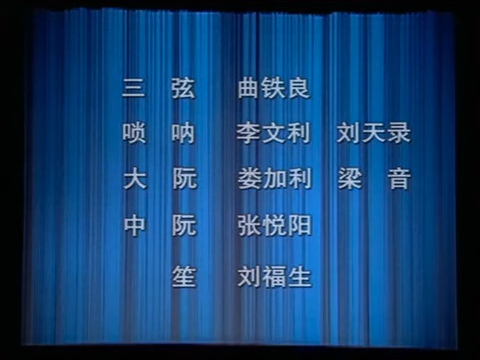 三 弦 曲铁良
唢 呐 李文利 刘天录
大 阮 娄加利 梁 音
中 阮 张悦阳
笙 刘福生